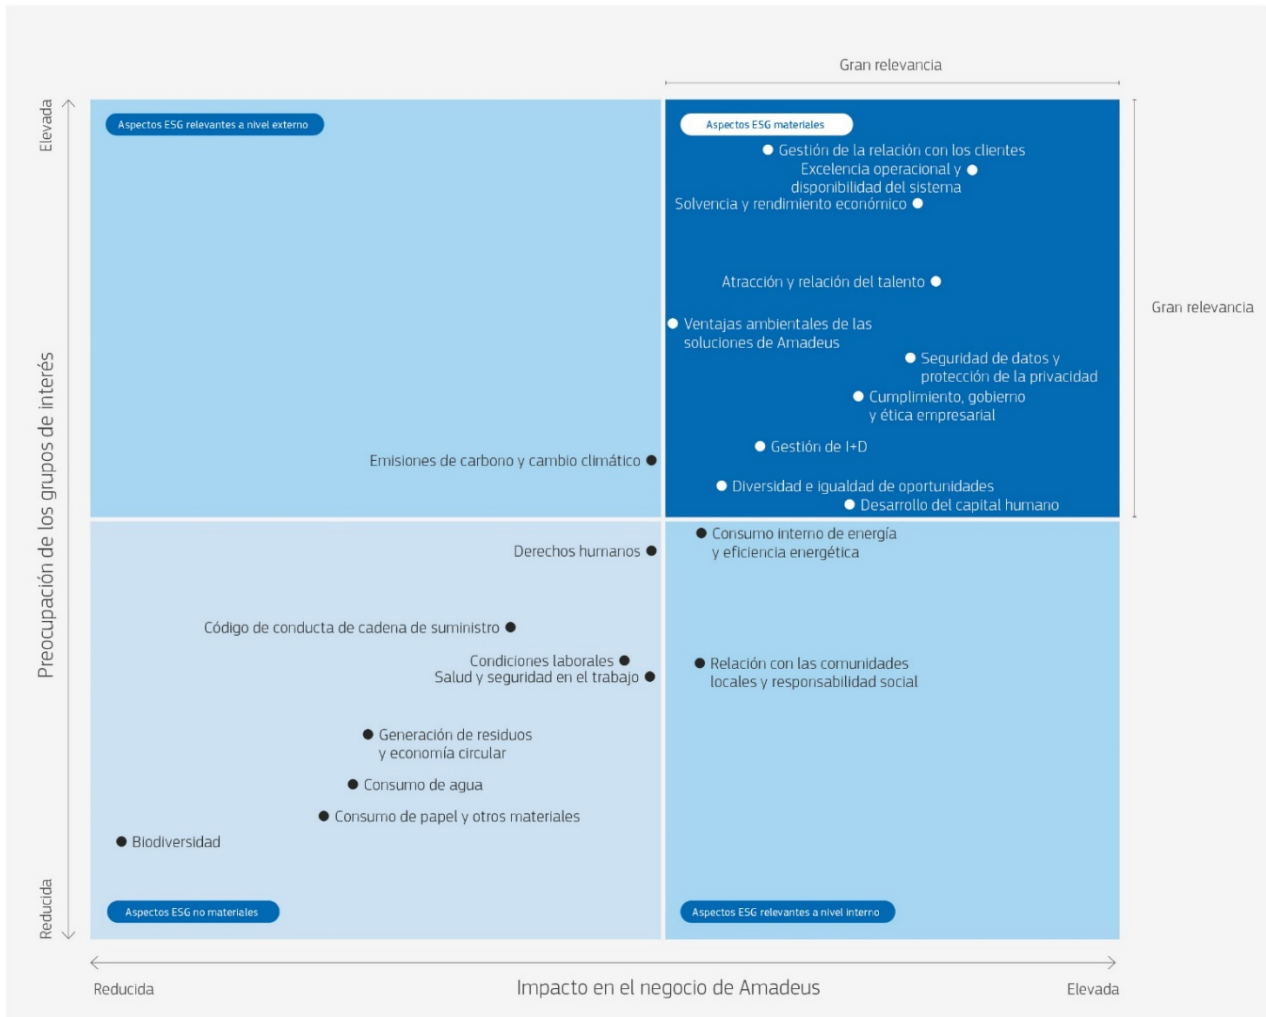 Gran relevancia
Elevada
Aspectos ESG relevantes a nivel externo
Aspectos ESG materiales
Gestión de la relación con los clientes
Excelencia operacional y
disponibilidad del sistema
Solvencia y rendimiento económico
Atracción y relación del talento
Gran relevancia
Ventajas ambientales de las
soluciones de Amadeus
Seguridad de datos y
protección de la privacidad
Cumplimiento, gobierno
y ética empresarial
Gestión de I+D
Emisiones de carbono y cambio climático
Diversidad e igualdad de oportunidades
Desarrollo del capital humano
Preocupación de los grupos de interés
Derechos humanos
Consumo interno de energía
y eficiencia energética
Código de conducta de cadena de suministro
Condiciones laborales
Salud y seguridad en el trabajo
Relación con las comunidades
locales y responsabilidad social
Generación de residuos
y economía circular
Consumo de agua
Consumo de papel y otros materiales
Biodiversidad
Reducida
Aspectos ESG no materiales
Aspectos ESG relevantes a nivel interno
Reducida
Impacto en el negocio de Amadeus
Elevada